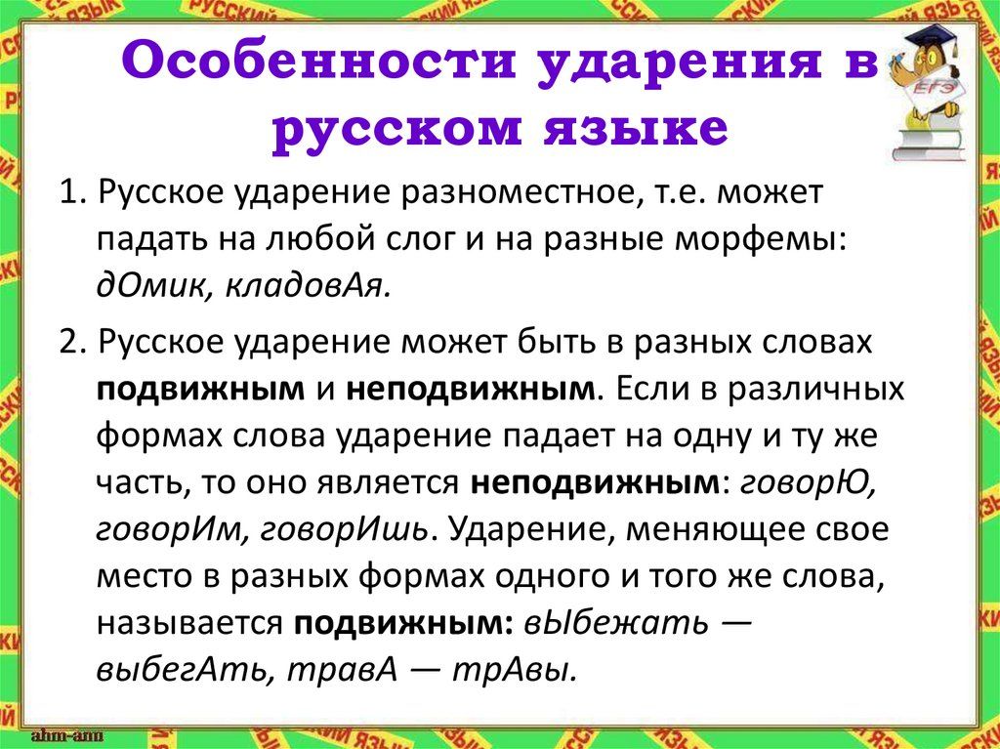 Особенности ударения в
русском языке
ЕГЭ
1. Русское ударение разноместное, т.е. может
падать на любой слог и на разные морфемы:
дОмик, кладовАя.
2. Русское ударение может быть в разных словах
подвижным и неподвижным. Если в различных
формах слова ударение падает на одну и ту же
часть, то оно является неподвижным: говорЮ,
говорИм, говорИшь. Ударение, меняющее свое
место в разных формах одного и того же слова,
называется подвижным: вЫбежать —
выбегАть, травА — трАвы.
ahm-ann